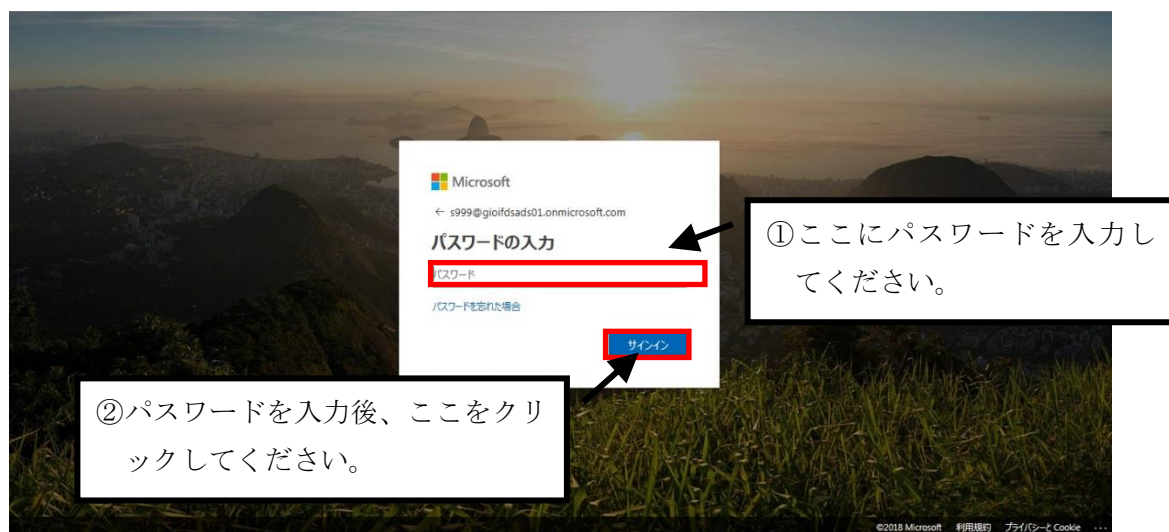 Microsoft
← s999@gioifdsads01.onmicrosoft.com
パスワードの入力
パスワード
パスワードを忘れた場合
サインイン
①ここにパスワードを入力し
てください。
②パスワードを入力後、ここをクリ
ックしてください。
©2018 Microsoft 利用規約 プライバシーと Cookie ...